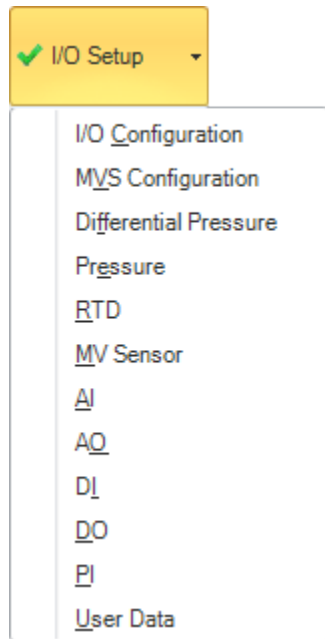 I/O Setup
I/O Configuration
MVS Configuration
Differential Pressure
Pressure
RTD
MV Sensor
AI
AO
DI
DO
PI
User Data